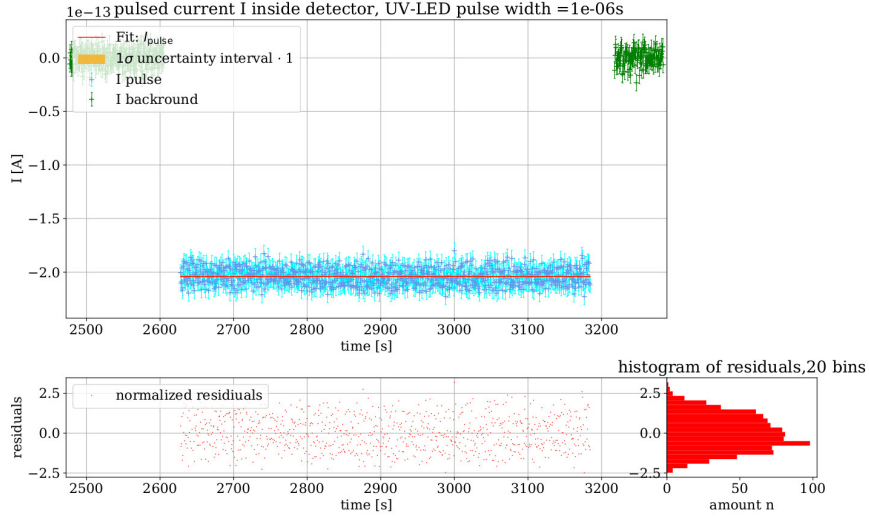 1e−13
pulsed current I inside detector, UV-LED pulse width =1e-06s
Fit: I_pulse
1σ uncertainty interval · 1
I pulse
I backround
0.0
−0.5
−1.0
−1.5
−2.0
I [A]
2500 2600 2700 2800 2900 3000 3100 3200
time [s]
histogram of residuals,20 bins
normalized residiuals
2.5
0.0
−2.5
residuals
2500 2600 2700 2800 2900 3000 3100 3200
time [s]
2.5
0.0
−2.5
0 50 100
amount n